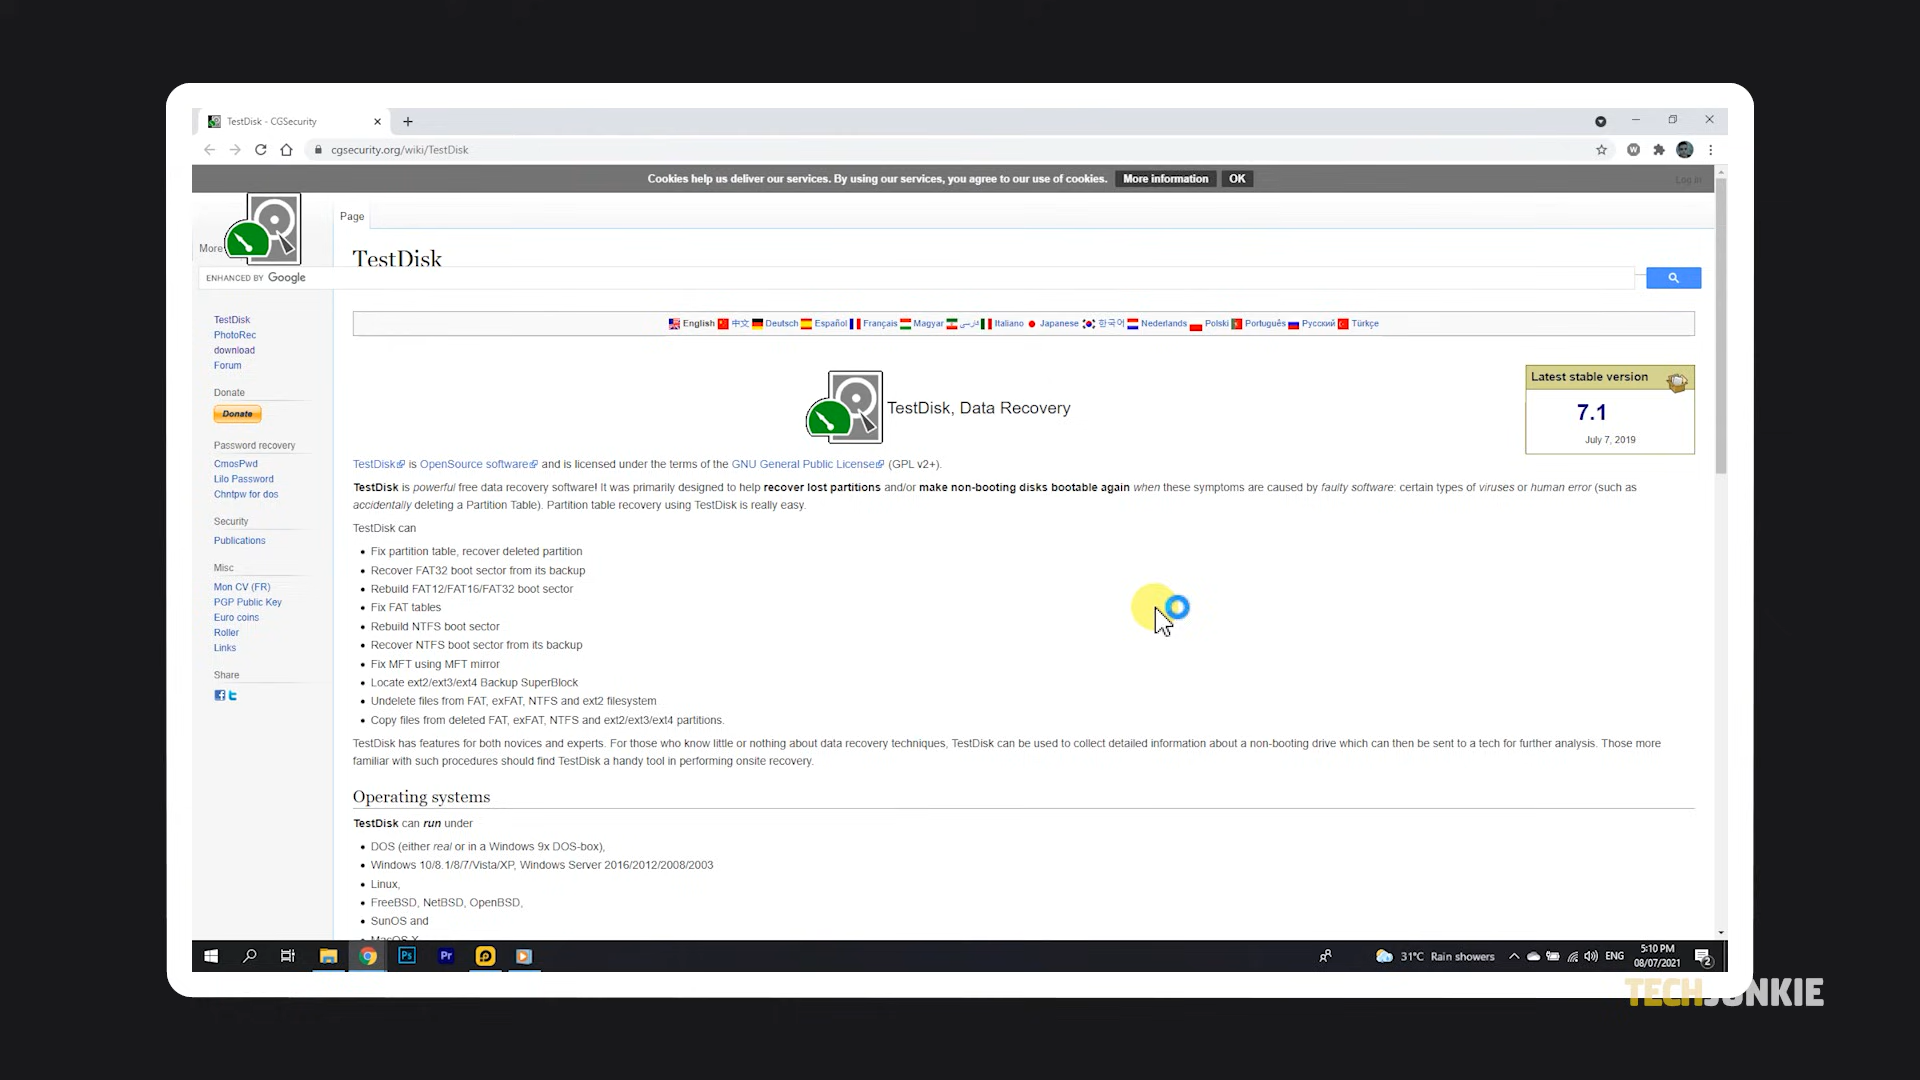 TestDisk - CGSecurity
cgsecurity.org/wiki/TestDisk
Cookies help us deliver our services. By using our services, you agree to our use of cookies. More information OK
Log in
Page
More
TestDisk
ENHANCED BY Google
English 中文 Deutsch Español Français Magyar فارسی Italiano Japanese 한국어 Nederlands Polski Português Русский Türkçe
TestDisk
PhotoRec
download
Forum
Donate
Donate
Password recovery
CmosPwd
Lilo Password
Chntpw for dos
Security
Publications
Misc
Mon CV (FR)
PGP Public Key
Euro coins
Roller
Links
Share
TestDisk, Data Recovery
Latest stable version
7.1
July 7, 2019
TestDisk is OpenSource software and is licensed under the terms of the GNU General Public License (GPL v2+).
TestDisk is powerful free data recovery software! It was primarily designed to help recover lost partitions and/or make non-booting disks bootable again when these symptoms are caused by faulty software: certain types of viruses or human error (such as
accidentally deleting a Partition Table). Partition table recovery using TestDisk is really easy.
TestDisk can
• Fix partition table, recover deleted partition
• Recover FAT32 boot sector from its backup
• Rebuild FAT12/FAT16/FAT32 boot sector
• Fix FAT tables
• Rebuild NTFS boot sector
• Recover NTFS boot sector from its backup
• Fix MFT using MFT mirror
• Locate ext2/ext3/ext4 Backup SuperBlock
• Undelete files from FAT, exFAT, NTFS and ext2 filesystem
• Copy files from deleted FAT, exFAT, NTFS and ext2/ext3/ext4 partitions.
TestDisk has features for both novices and experts. For those who know little or nothing about data recovery techniques, TestDisk can be used to collect detailed information about a non-booting drive which can then be sent to a tech for further analysis. Those more
familiar with such procedures should find TestDisk a handy tool in performing onsite recovery.
Operating systems
TestDisk can run under
• DOS (either real or in a Windows 9x DOS-box),
• Windows 10/8.1/8/7/Vista/XP, Windows Server 2016/2012/2008/2003
• Linux,
• FreeBSD, NetBSD, OpenBSD,
• SunOS and
• MacOS X
Ps
Pr
31°C Rain showers
ENG
5:10 PM
08/07/2021
2
TECHJUNKIE